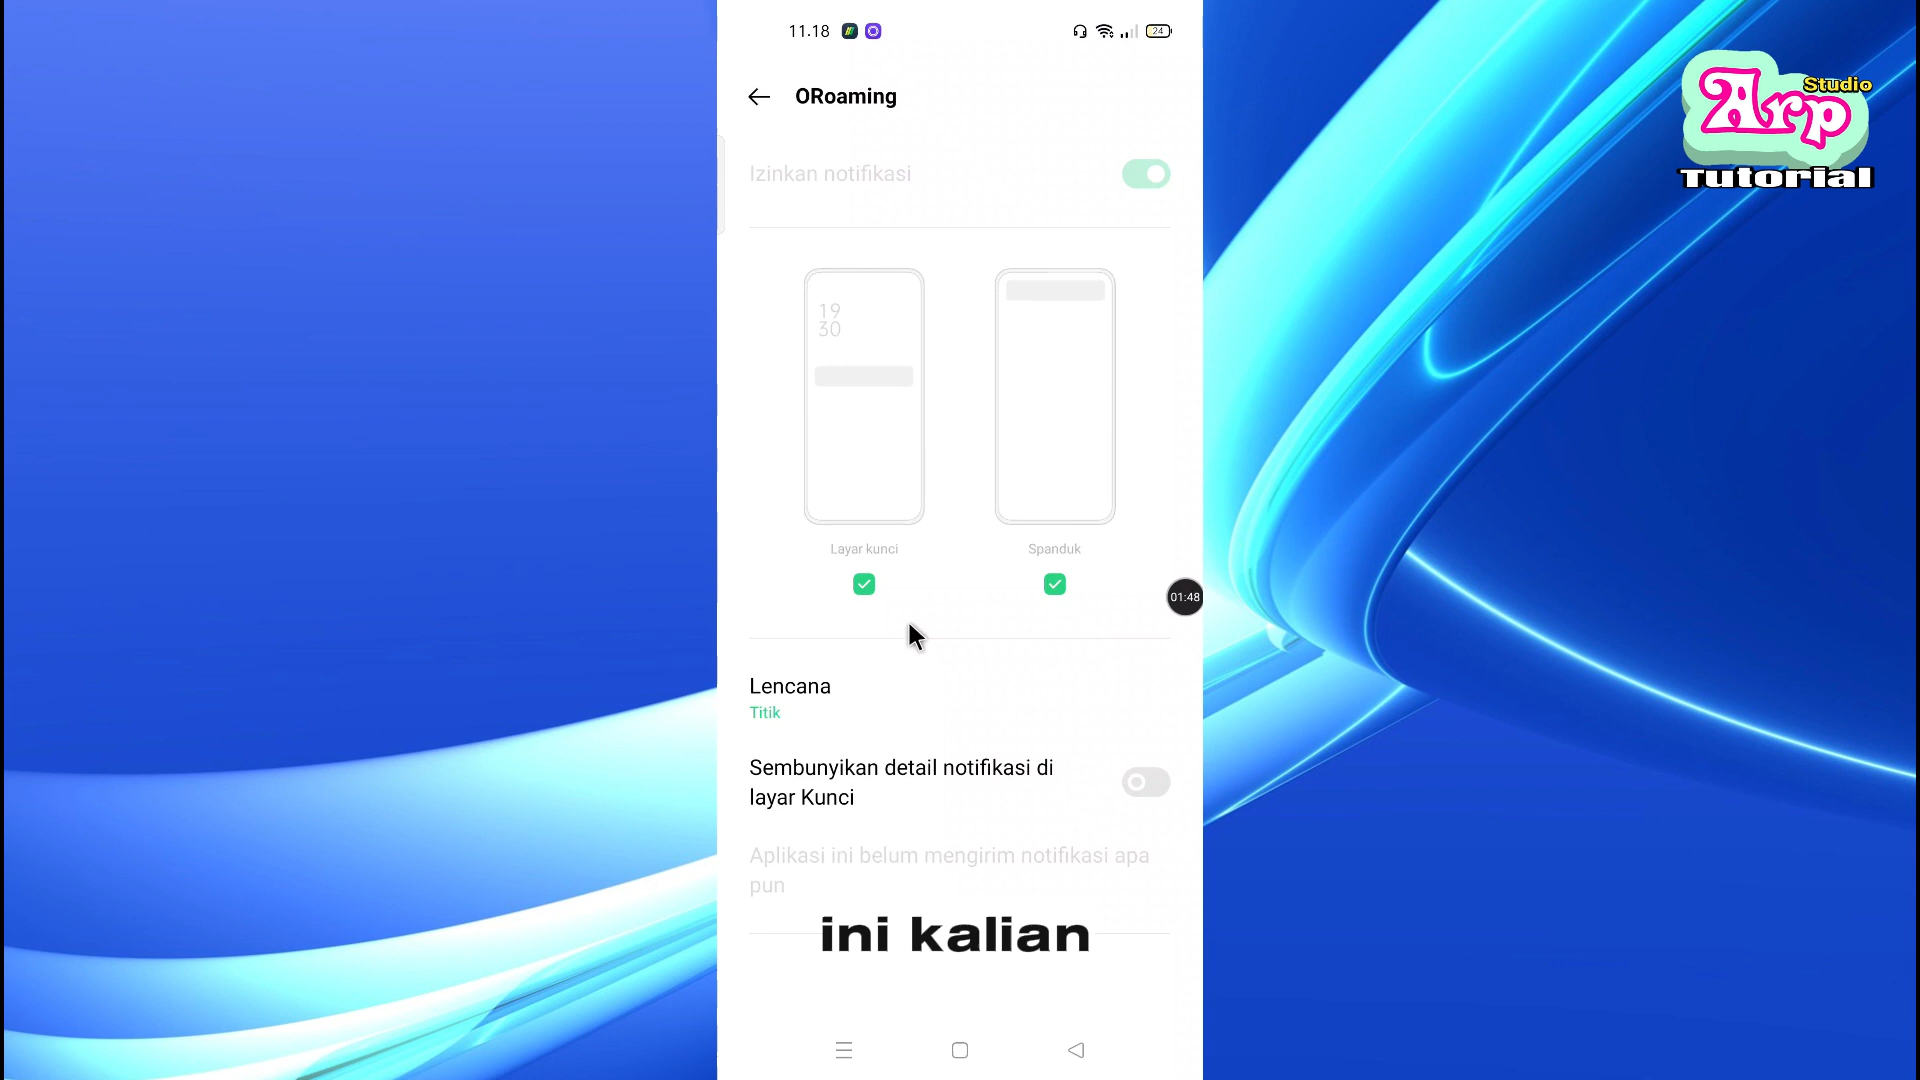 11.18
24
ORoaming
Studio
Arp
Tutorial
Izinkan notifikasi
19
30
Layar kunci
Spanduk
01:48
Lencana
Titik
Sembunyikan detail notifikasi di
layar Kunci
Aplikasi ini belum mengirim notifikasi apa
pun
ini kalian